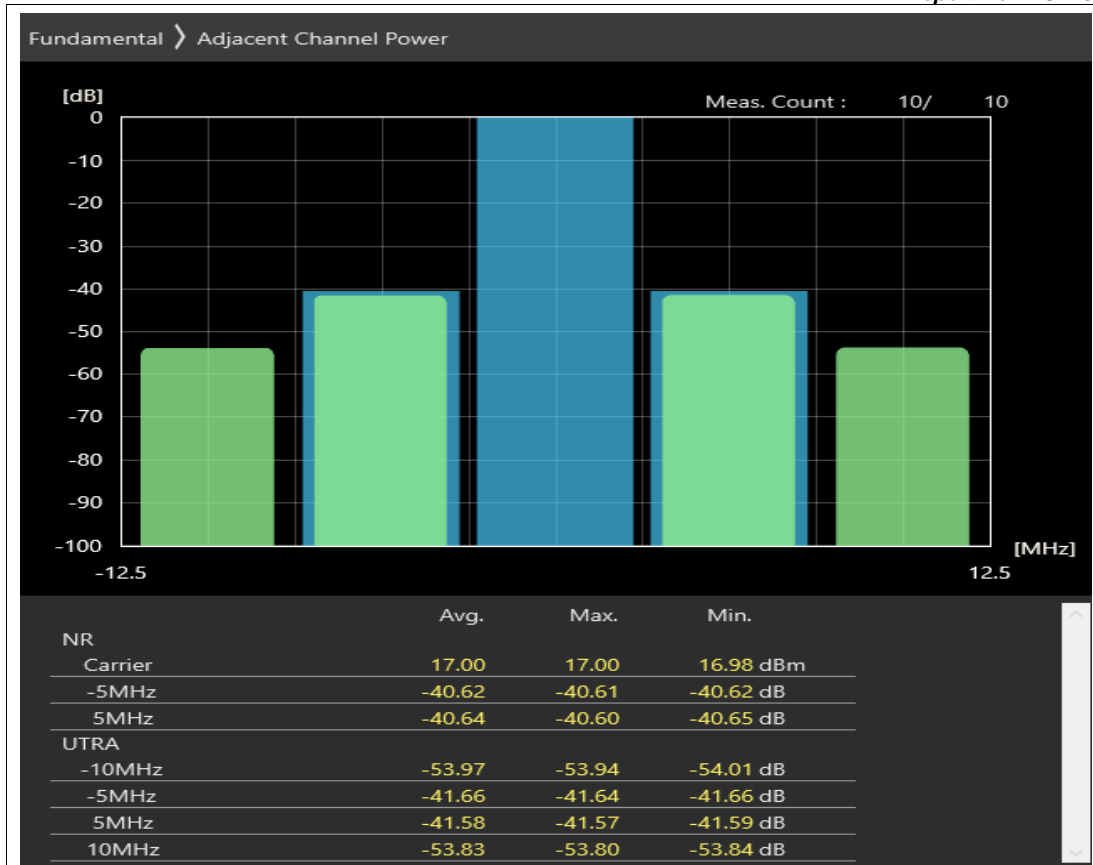 Fundamental ❯ Adjacent Channel Power
[dB]
Meas. Count : 10/ 10
0
-10
-20
-30
-40
-50
-60
-70
-80
-90
-100
[MHz]
-12.5 12.5
Avg. Max. Min.
NR
Carrier 17.00 17.00 16.98 dBm
-5MHz -40.62 -40.61 -40.62 dB
5MHz -40.64 -40.60 -40.65 dB
UTRA
-10MHz -53.97 -53.94 -54.01 dB
-5MHz -41.66 -41.64 -41.66 dB
5MHz -41.58 -41.57 -41.59 dB
10MHz -53.83 -53.80 -53.84 dB